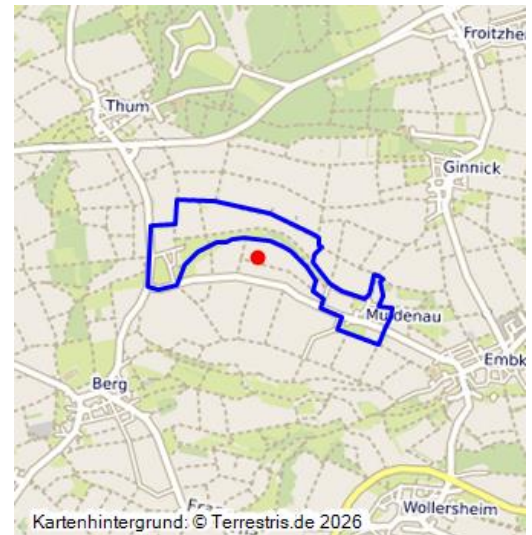 Froitzhe
Thum
Ginnick
Muldenau
Embk
Berg
Wollersheim
Kartenhintergrund: © Terrestris.de 2026